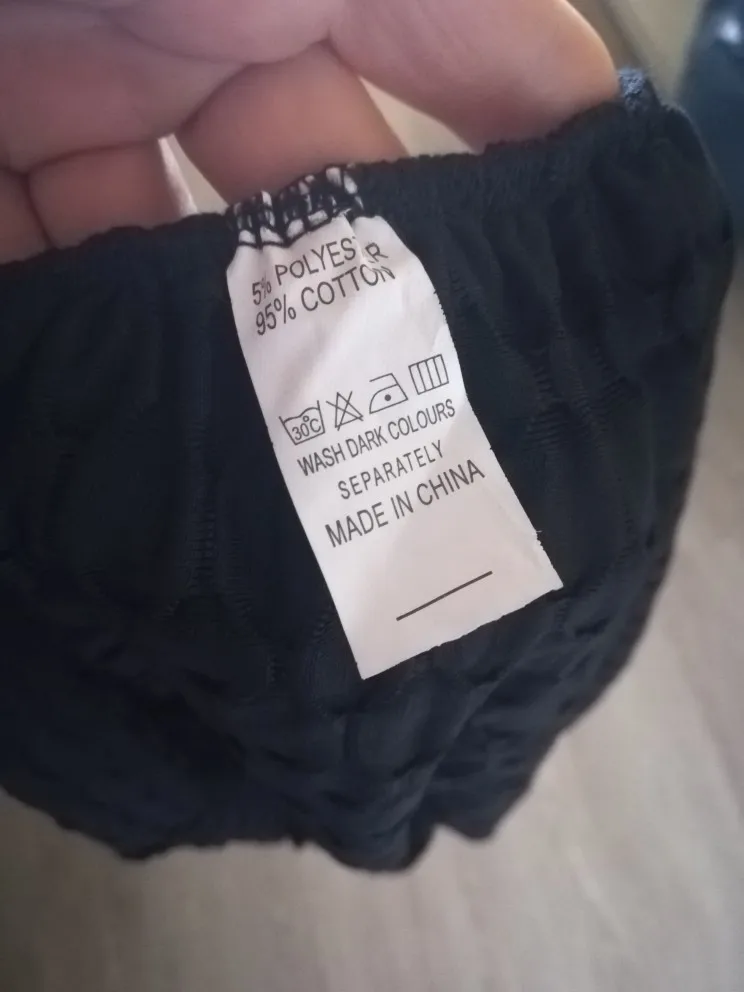 5% POLYESTER
95% COTTON
30°C
WASH DARK COLOURS
SEPARATELY
MADE IN CHINA